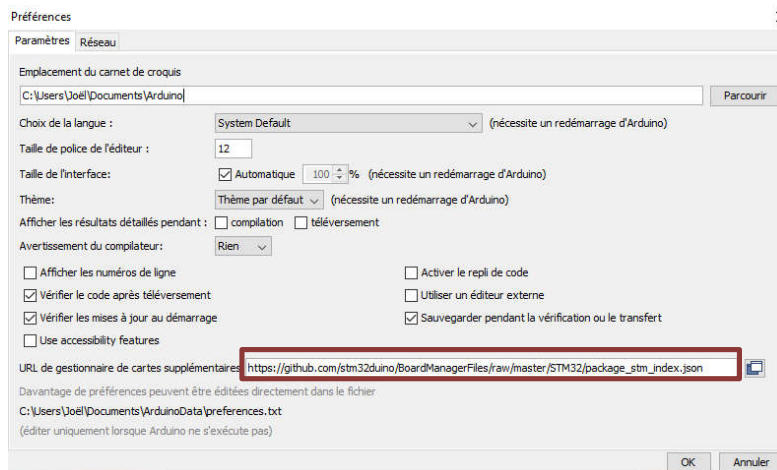 Préférences
Paramètres Réseau
Emplacement du carnet de croquis
C:\Users\Joël\Documents\Arduino Parcourir
Choix de la langue : System Default (nécessite un redémarrage d'Arduino)
Taille de police de l'éditeur : 12
Taille de l'interface: Automatique 100 % (nécessite un redémarrage d'Arduino)
Thème: Thème par défaut (nécessite un redémarrage d'Arduino)
Afficher les résultats détaillés pendant : compilation téléversement
Avertissement du compilateur: Rien
Afficher les numéros de ligne Activer le repli de code
Vérifier le code après téléversement Utiliser un éditeur externe
Vérifier les mises à jour au démarrage Sauvegarder pendant la vérification ou le transfert
Use accessibility features
URL de gestionnaire de cartes supplémentaires https://github.com/stm32duino/BoardManagerFiles/raw/master/STM32/package_stm_index.json
Davantage de préférences peuvent être éditées directement dans le fichier
C:\Users\Joël\Documents\ArduinoData\preferences.txt
(éditer uniquement lorsque Arduino ne s'exécute pas)
OK Annuler